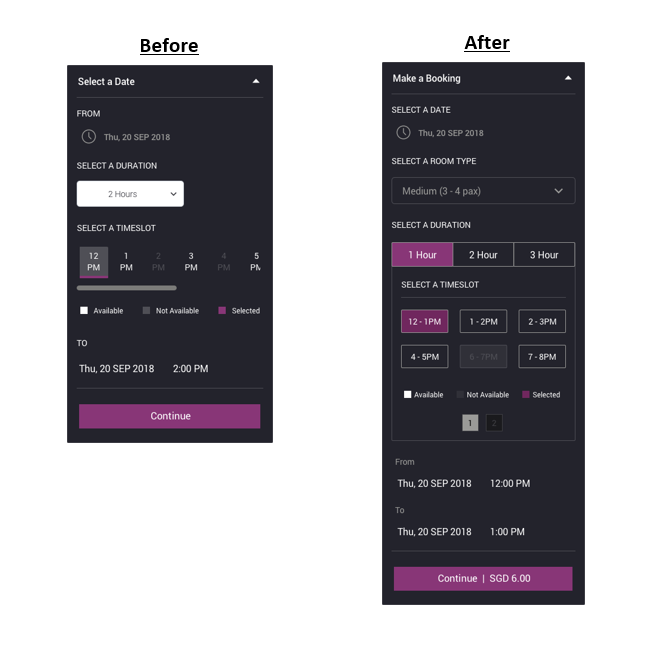 Before
Select a Date
FROM
Thu, 20 SEP 2018
SELECT A DURATION
2 Hours
SELECT A TIMESLOT
12 PM
1 PM
2 PM
3 PM
4 PM
5 PM
Available
Not Available
Selected
TO
Thu, 20 SEP 2018 2:00 PM
Continue
After
Make a Booking
SELECT A DATE
Thu, 20 SEP 2018
SELECT A ROOM TYPE
Medium (3 - 4 pax)
SELECT A DURATION
1 Hour 2 Hour 3 Hour
SELECT A TIMESLOT
12 - 1PM 1 - 2PM 2 - 3PM
4 - 5PM 6 - 7PM 7 - 8PM
Available Not Available Selected
1 2
From
Thu, 20 SEP 2018 12:00 PM
To
Thu, 20 SEP 2018 1:00 PM
Continue | SGD 6.00